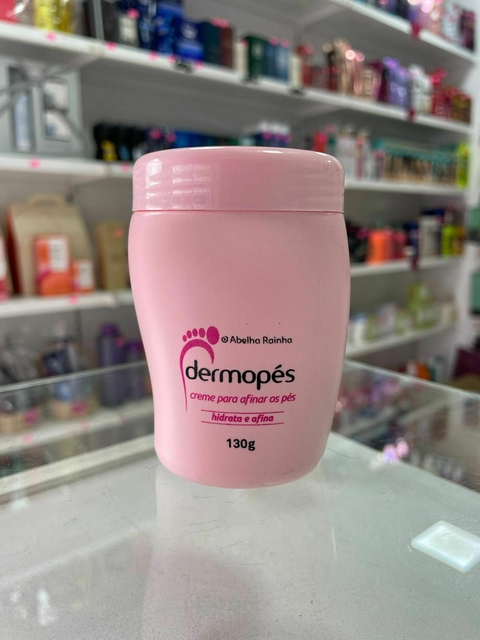 Abelha Rainha
dermopés
creme para afinar os pés
hidrata e afina
130g